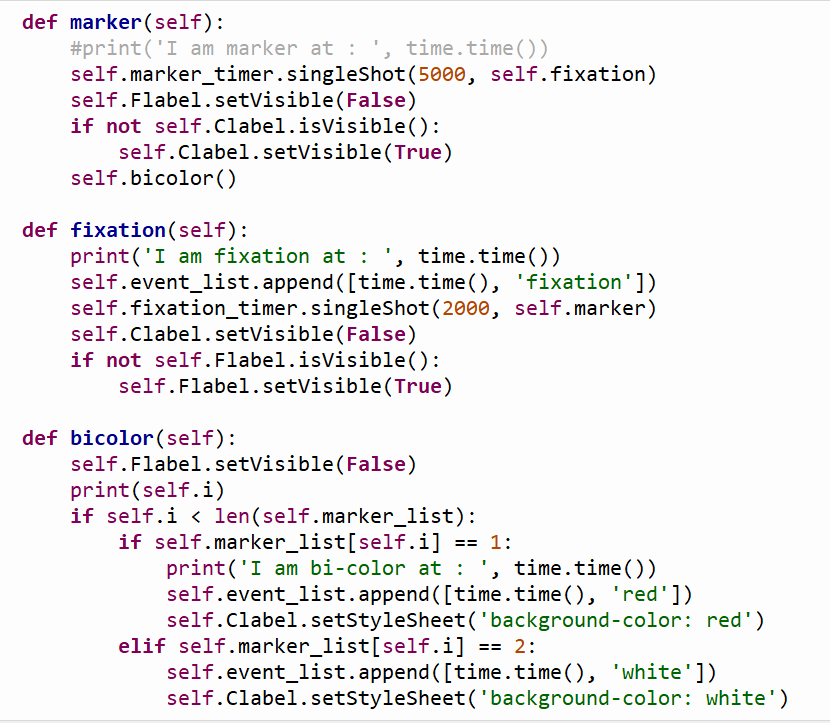 def marker(self):
    #print('I am marker at : ', time.time())
    self.marker_timer.singleShot(5000, self.fixation)
    self.Flabel.setVisible(False)
    if not self.Clabel.isVisible():
        self.Clabel.setVisible(True)
    self.bicolor()

def fixation(self):
    print('I am fixation at : ', time.time())
    self.event_list.append([time.time(), 'fixation'])
    self.fixation_timer.singleShot(2000, self.marker)
    self.Clabel.setVisible(False)
    if not self.Flabel.isVisible():
        self.Flabel.setVisible(True)

def bicolor(self):
    self.Flabel.setVisible(False)
    print(self.i)
    if self.i < len(self.marker_list):
        if self.marker_list[self.i] == 1:
            print('I am bi-color at : ', time.time())
            self.event_list.append([time.time(), 'red'])
            self.Clabel.setStyleSheet('background-color: red')
        elif self.marker_list[self.i] == 2:
            self.event_list.append([time.time(), 'white'])
            self.Clabel.setStyleSheet('background-color: white')